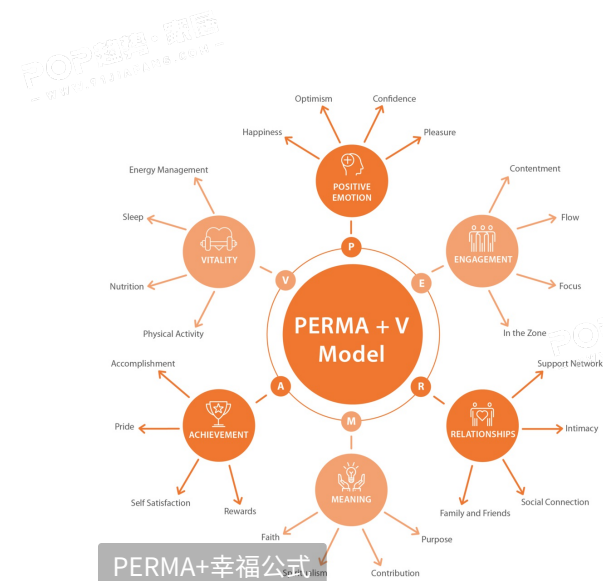 Optimism
Confidence
Happiness
Pleasure
POSITIVE
EMOTION
Energy Management
Sleep
Nutrition
Physical Activity
VITALITY
Contentment
Flow
Focus
In the Zone
ENGAGEMENT
P
V
E
PERMA + V
Model
A
R
M
Accomplishment
Pride
Self Satisfaction
Rewards
ACHIEVEMENT
Support Network
Intimacy
Social Connection
Family and Friends
RELATIONSHIPS
MEANING
Faith
Purpose
Contribution
PERMA+幸福公式